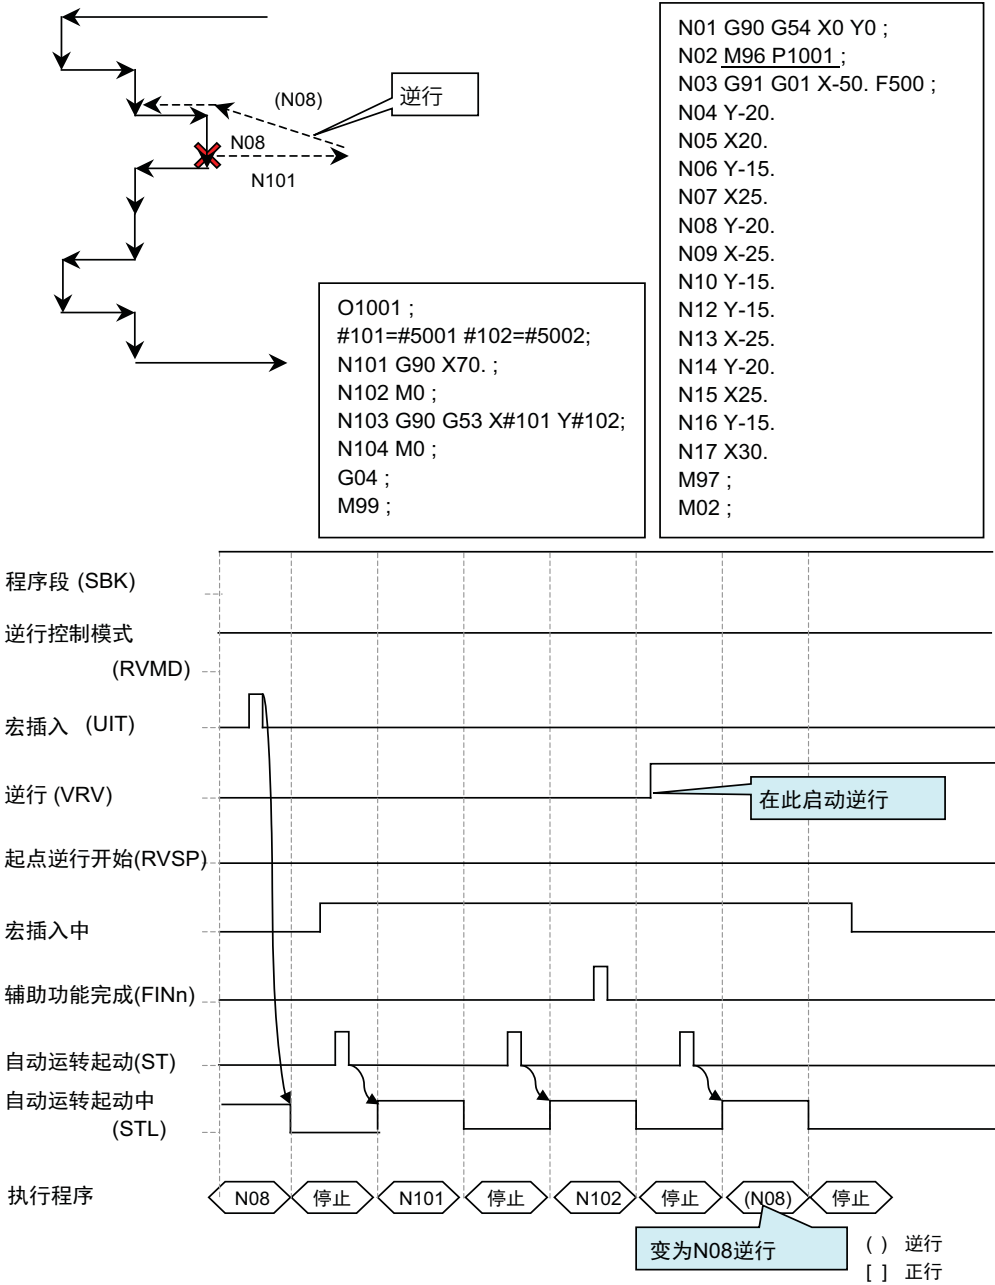 (N08)
逆行
N08
N101
N01 G90 G54 X0 Y0 ;
N02 M96 P1001 ;
N03 G91 G01 X-50. F500 ;
N04 Y-20.
N05 X20.
N06 Y-15.
N07 X25.
N08 Y-20.
N09 X-25.
N10 Y-15.
N12 Y-15.
N13 X-25.
N14 Y-20.
N15 X25.
N16 Y-15.
N17 X30.
M97 ;
M02 ;
O1001 ;
#101=#5001 #102=#5002;
N101 G90 X70. ;
N102 M0 ;
N103 G90 G53 X#101 Y#102;
N104 M0 ;
G04 ;
M99 ;
程序段 (SBK)
逆行控制模式
(RVMD)
宏插入 (UIT)
逆行 (VRV)
在此启动逆行
起点逆行开始(RVSP)
宏插入中
辅助功能完成(FINn)
自动运转起动(ST)
自动运转起动中
(STL)
执行程序
N08 停止 N101 停止 N102 停止 (N08) 停止
变为N08逆行
( ) 逆行
[ ] 正行